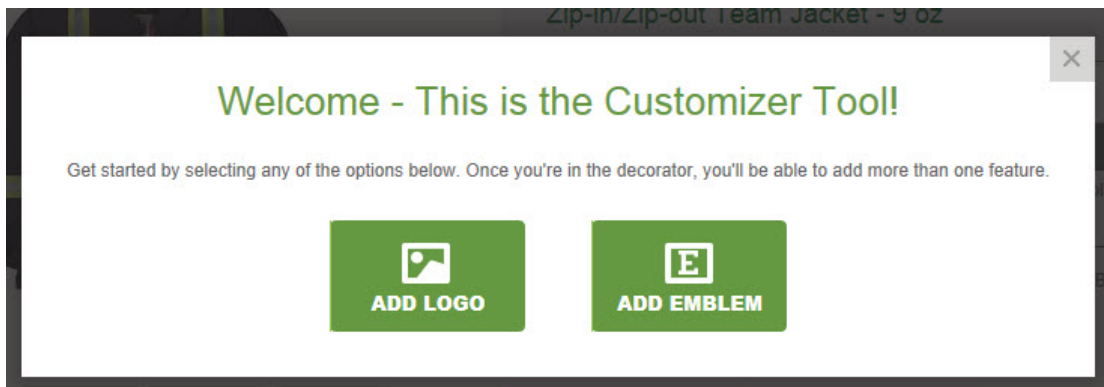 Zip-in/Zip-out Team Jacket - 9 oz
Welcome - This is the Customizer Tool!
Get started by selecting any of the options below. Once you're in the decorator, you'll be able to add more than one feature.
E
ADD LOGO
ADD EMBLEM